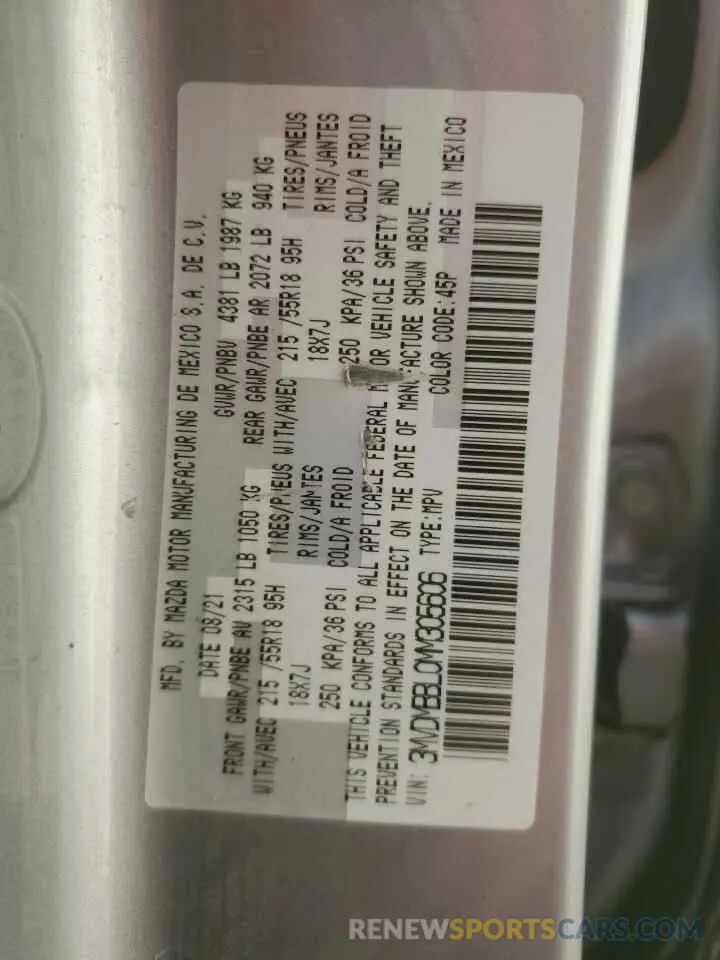 MFD. BY MAZDA MOTOR MANUFACTURING DE MEXICO S.A. DE C.V.
DATE 08/21 GVWR/PNBV 4381 LB 1987 KG
FRONT GAWR/PNBE AV 2315 LB 1050 KG REAR GAWR/PNBE AR 2072 LB 940 KG
WITH/AVEC 215 /55R18 95H TIRES/PNEUS WITH/AVEC 215 /55R18 95H TIRES/PNEUS
18X7J RIMS/JANTES 18X7J RIMS/JANTES
250 KPA/36 PSI COLD/A FROID 250 KPA/36 PSI COLD/A FROID
THIS VEHICLE CONFORMS TO ALL APPLICABLE FEDERAL MOTOR VEHICLE SAFETY AND THEFT
PREVENTION STANDARDS IN EFFECT ON THE DATE OF MANUFACTURE SHOWN ABOVE.
VIN: 3MVDMBBL0MM305606 TYPE:MPV COLOR CODE:45P MADE IN MEXICO
RENEWSPORTSCARS.COM